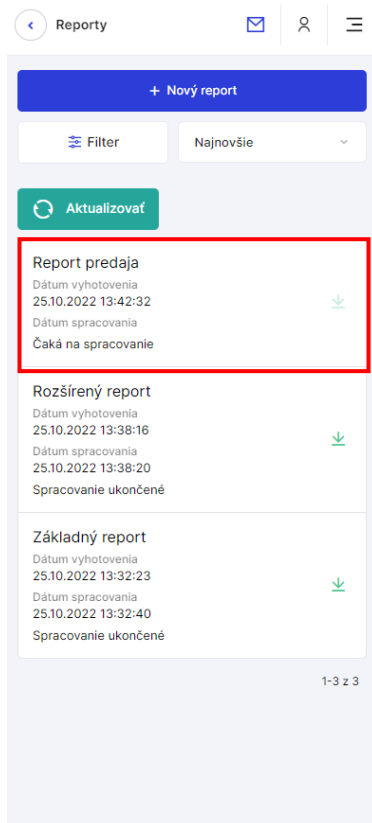 Reporty
+ Nový report
Filter
Najnovšie
Aktualizovať
Report predaja
Dátum vyhotovenia
25.10.2022 13:42:32
Dátum spracovania
Čaká na spracovanie
Rozšírený report
Dátum vyhotovenia
25.10.2022 13:38:16
Dátum spracovania
25.10.2022 13:38:20
Spracovanie ukončené
Základný report
Dátum vyhotovenia
25.10.2022 13:32:23
Dátum spracovania
25.10.2022 13:32:40
Spracovanie ukončené
1-3 z 3